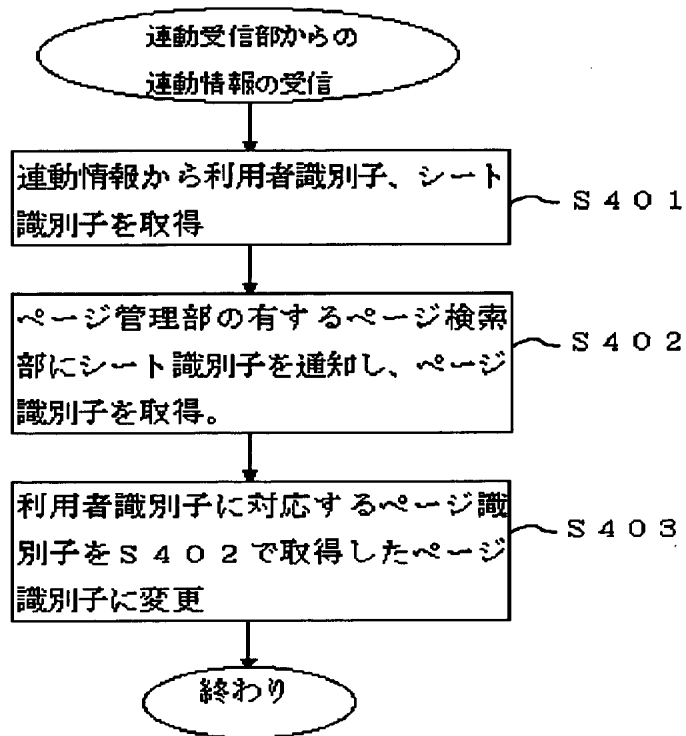 連動受信部からの
連動情報の受信
連動情報から利用者識別子、シート
識別子を取得
S401
ページ管理部の有するページ検索
部にシート識別子を通知し、ページ
識別子を取得。
S402
利用者識別子に対応するページ識
別子をS402で取得したページ
識別子に変更
S403
終わり